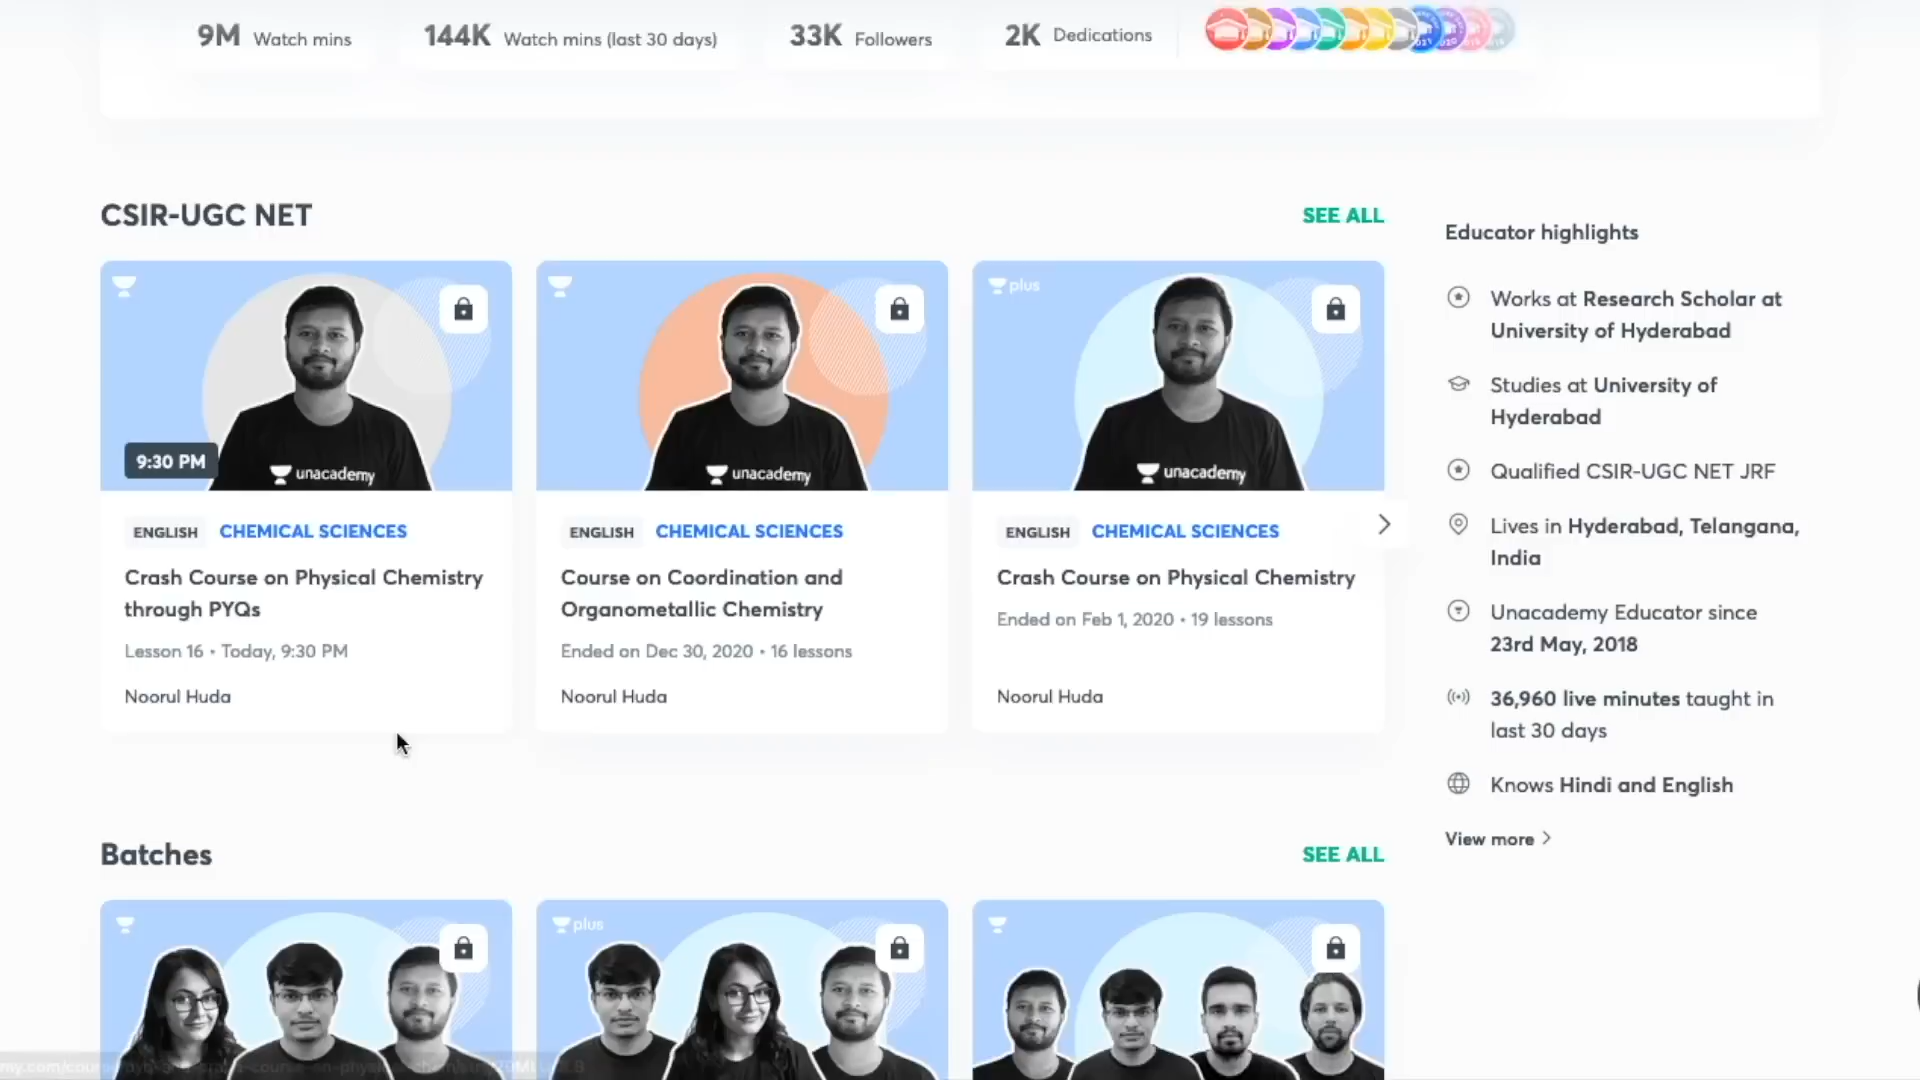 9M Watch mins 144K Watch mins (last 30 days) 33K Followers 2K Dedications
CSIR-UGC NET SEE ALL
plus
9:30 PM
unacademy
unacademy
unacademy
ENGLISH CHEMICAL SCIENCES
Crash Course on Physical Chemistry
through PYQs
Lesson 16 • Today, 9:30 PM
Noorul Huda
ENGLISH CHEMICAL SCIENCES
Course on Coordination and
Organometallic Chemistry
Ended on Dec 30, 2020 • 16 lessons
Noorul Huda
ENGLISH CHEMICAL SCIENCES
Crash Course on Physical Chemistry
Ended on Feb 1, 2020 • 19 lessons
Noorul Huda
Educator highlights
Works at Research Scholar at
University of Hyderabad
Studies at University of
Hyderabad
Qualified CSIR-UGC NET JRF
Lives in Hyderabad, Telangana,
India
Unacademy Educator since
23rd May, 2018
36,960 live minutes taught in
last 30 days
Knows Hindi and English
View more
Batches SEE ALL
plus